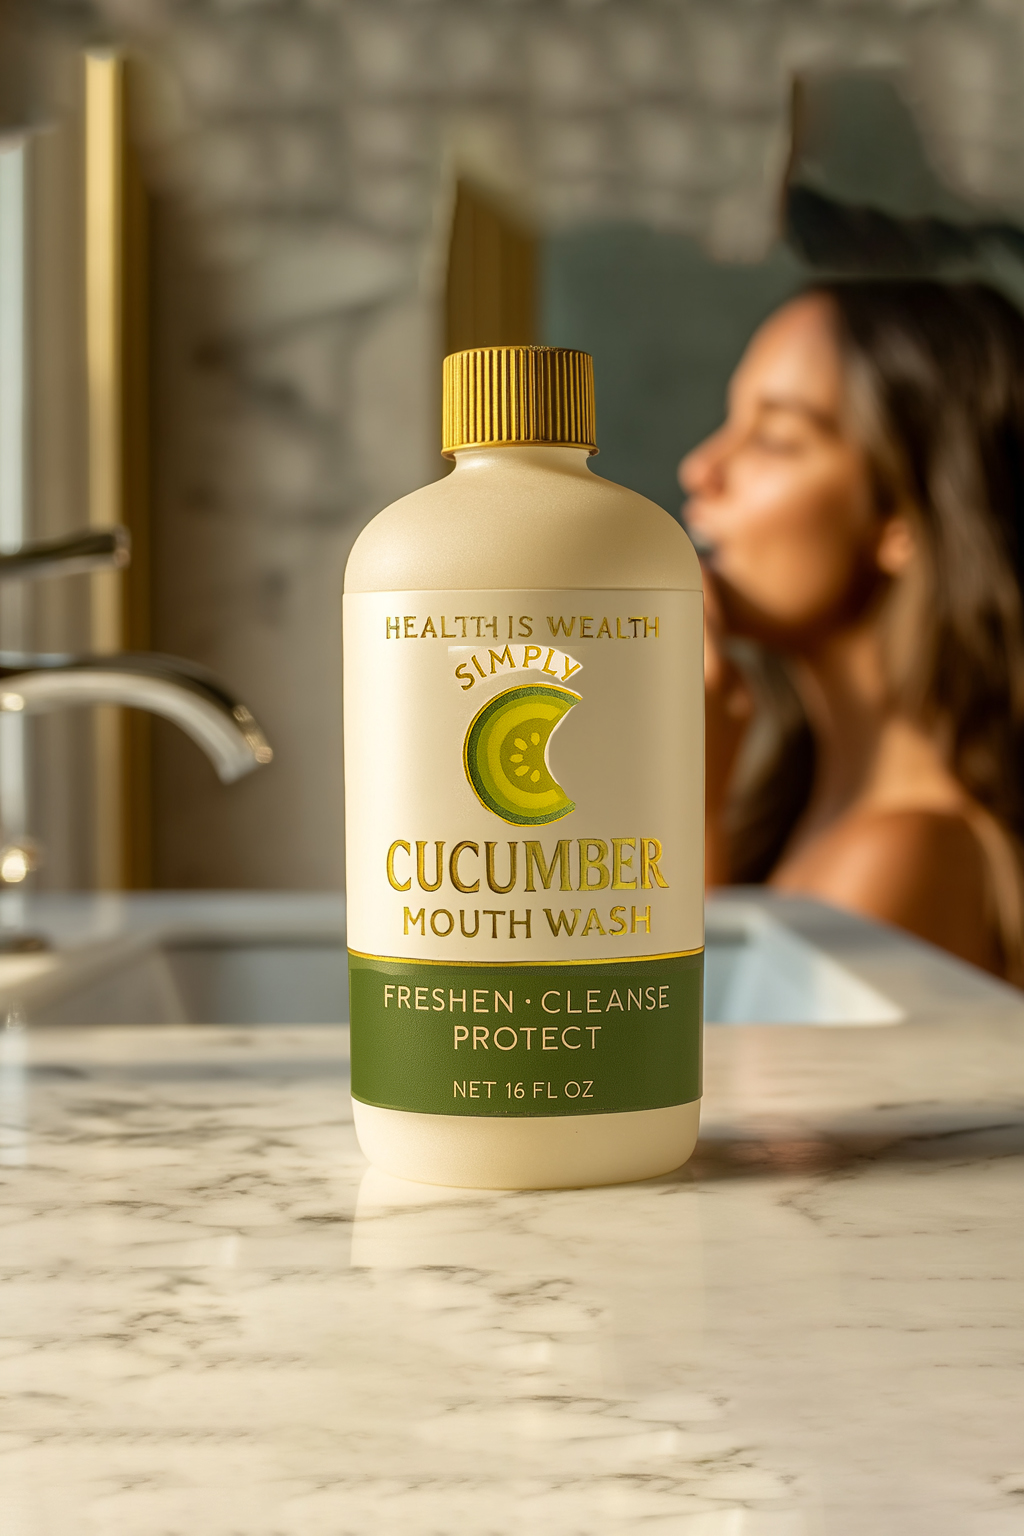 HEALTH IS WEALTH
SIMPLY
CUCUMBER
MOUTH WASH
FRESHEN · CLEANSE
PROTECT
NET 16 FL OZ